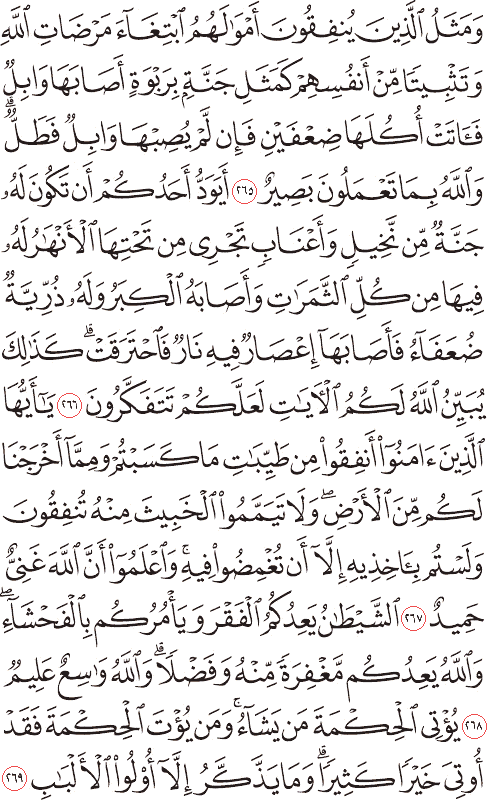 وَمَثَلُ ٱلَّذِينَ يُنفِقُونَ أَمْوَٰلَهُمُ ٱبْتِغَآءَ مَرْضَاتِ ٱللَّهِ
وَتَثْبِيتًا مِّنْ أَنفُسِهِمْ كَمَثَلِ جَنَّةٍۭ بِرَبْوَةٍ أَصَابَهَا وَابِلٌ
فَـَٔاتَتْ أُكُلَهَا ضِعْفَيْنِ فَإِن لَّمْ يُصِبْهَا وَابِلٌ فَطَلٌّ ۗ
وَٱللَّهُ بِمَا تَعْمَلُونَ بَصِيرٌ ٢٦٥ أَيَوَدُّ أَحَدُكُمْ أَن تَكُونَ لَهُۥ
جَنَّةٌ مِّن نَّخِيلٍ وَأَعْنَابٍ تَجْرِى مِن تَحْتِهَا ٱلْأَنْهَٰرُ لَهُۥ
فِيهَا مِن كُلِّ ٱلثَّمَرَٰتِ وَأَصَابَهُ ٱلْكِبَرُ وَلَهُۥ ذُرِّيَّةٌ
ضُعَفَآءُ فَأَصَابَهَآ إِعْصَارٌ فِيهِ نَارٌ فَٱحْتَرَقَتْ ۗ كَذَٰلِكَ
يُبَيِّنُ ٱللَّهُ لَكُمُ ٱلْـَٔايَٰتِ لَعَلَّكُمْ تَتَفَكَّرُونَ ٢٦٦ يَٰٓأَيُّهَا
ٱلَّذِينَ ءَامَنُوٓا۟ أَنفِقُوا۟ مِن طَيِّبَٰتِ مَا كَسَبْتُمْ وَمِمَّآ أَخْرَجْنَا
لَكُم مِّنَ ٱلْأَرْضِ ۖ وَلَا تَيَمَّمُوا۟ ٱلْخَبِيثَ مِنْهُ تُنفِقُونَ
وَلَسْتُم بِـَٔاخِذِيهِ إِلَّآ أَن تُغْمِضُوا۟ فِيهِ ۚ وَٱعْلَمُوٓا۟ أَنَّ ٱللَّهَ غَنِىٌّ
حَمِيدٌ ٢٦٧ ٱلشَّيْطَٰنُ يَعِدُكُمُ ٱلْفَقْرَ وَيَأْمُرُكُم بِٱلْفَحْشَآءِ ۖ
وَٱللَّهُ يَعِدُكُم مَّغْفِرَةً مِّنْهُ وَفَضْلًا ۗ وَٱللَّهُ وَٰسِعٌ عَلِيمٌ
٢٦٨ يُؤْتِى ٱلْحِكْمَةَ مَن يَشَآءُ ۚ وَمَن يُؤْتَ ٱلْحِكْمَةَ فَقَدْ
أُوتِىَ خَيْرًا كَثِيرًا ۗ وَمَا يَذَّكَّرُ إِلَّآ أُو۟لُوا۟ ٱلْأَلْبَٰبِ ٢٦٩